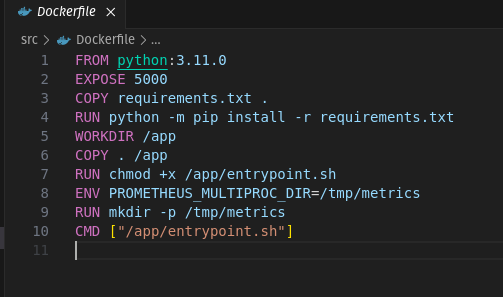 Dockerfile ×
src > Dockerfile > ...
1 FROM python:3.11.0
2 EXPOSE 5000
3 COPY requirements.txt .
4 RUN python -m pip install -r requirements.txt
5 WORKDIR /app
6 COPY . /app
7 RUN chmod +x /app/entrypoint.sh
8 ENV PROMETHEUS_MULTIPROC_DIR=/tmp/metrics
9 RUN mkdir -p /tmp/metrics
10 CMD ["/app/entrypoint.sh"]
11